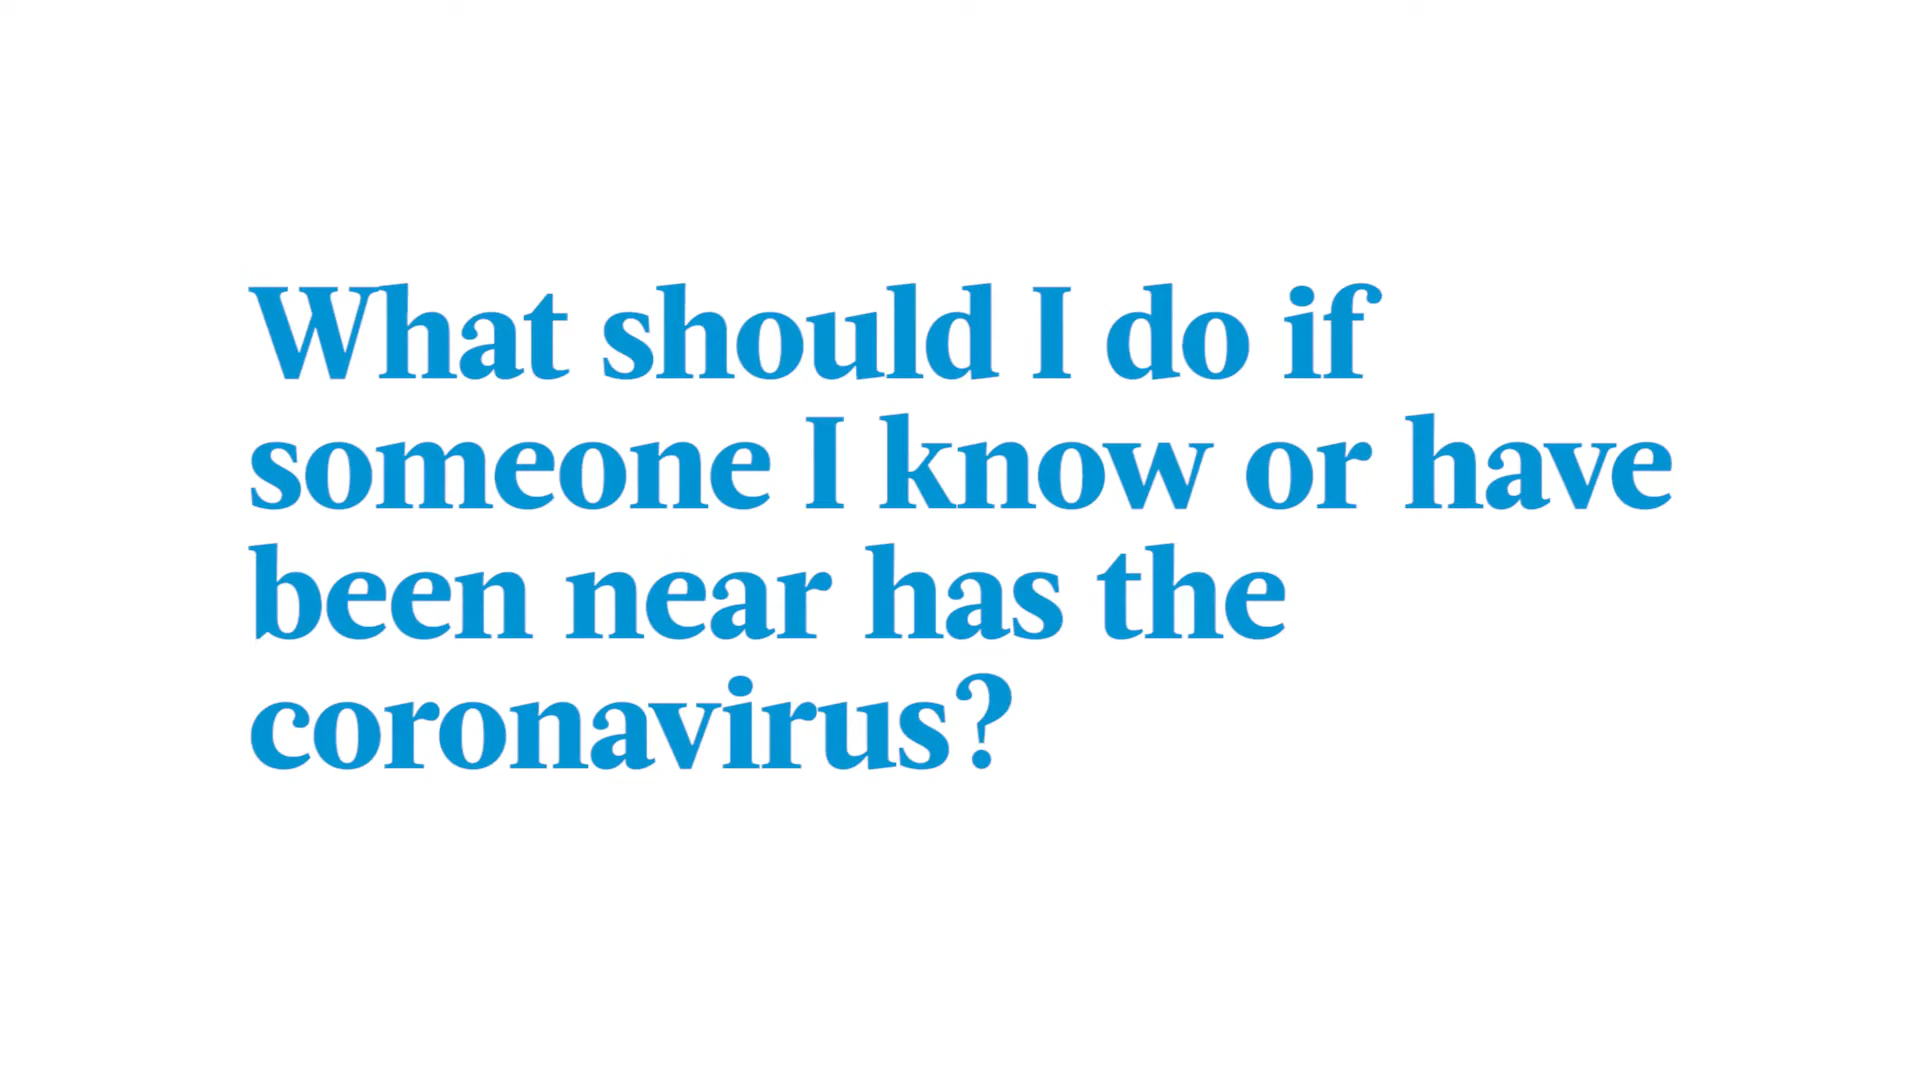 What should I do if
someone I know or have
been near has the
coronavirus?